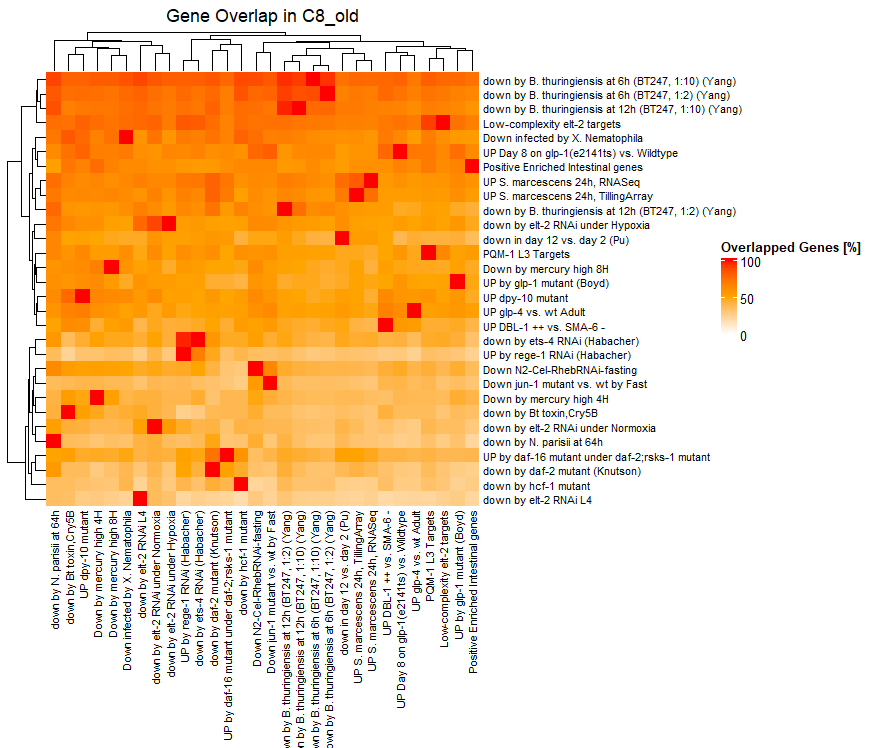 Gene Overlap in C8_old
down by B. thuringiensis at 6h (BT247, 1:10) (Yang)
down by B. thuringiensis at 6h (BT247, 1:2) (Yang)
down by B. thuringiensis at 12h (BT247, 1:10) (Yang)
Low-complexity elt-2 targets
Down infected by X. Nematophila
UP Day 8 on glp-1(e2141ts) vs. Wildtype
Positive Enriched Intestinal genes
UP S. marcescens 24h, RNASeq
UP S. marcescens 24h, TillingArray
down by B. thuringiensis at 12h (BT247, 1:2) (Yang)
down by elt-2 RNAi under Hypoxia
down in day 12 vs. day 2 (Pu)
PQM-1 L3 Targets
Down by mercury high 8H
UP by glp-1 mutant (Boyd)
UP dpy-10 mutant
UP glp-4 vs. wt Adult
UP DBL-1 ++ vs. SMA-6 -
down by ets-4 RNAi (Habacher)
UP by rege-1 RNAi (Habacher)
Down N2-Cel-RhebRNAi-fasting
Down jun-1 mutant vs. wt by Fast
Down by mercury high 4H
down by Bt toxin,Cry5B
down by elt-2 RNAi under Normoxia
down by N. parisii at 64h
UP by daf-16 mutant under daf-2;rsks-1 mutant
down by daf-2 mutant (Knutson)
down by hcf-1 mutant
down by elt-2 RNAi L4
Overlapped Genes [%]
100
50
0
down by N. parisii at 64h
down by Bt toxin,Cry5B
UP dpy-10 mutant
Down by mercury high 4H
Down by mercury high 8H
Down infected by X. Nematophila
down by elt-2 RNAi L4
down by elt-2 RNAi under Normoxia
down by elt-2 RNAi under Hypoxia
UP by rege-1 RNAi (Habacher)
down by ets-4 RNAi (Habacher)
down by daf-2 mutant (Knutson)
UP by daf-16 mutant under daf-2;rsks-1 mutant
down by hcf-1 mutant
Down N2-Cel-RhebRNAi-fasting
Down jun-1 mutant vs. wt by Fast
own by B. thuringiensis at 12h (BT247, 1:2) (Yang)
wn by B. thuringiensis at 12h (BT247, 1:10) (Yang)
own by B. thuringiensis at 6h (BT247, 1:10) (Yang)
down by B. thuringiensis at 6h (BT247, 1:2) (Yang)
down in day 12 vs. day 2 (Pu)
UP S. marcescens 24h, TillingArray
UP S. marcescens 24h, RNASeq
UP DBL-1 ++ vs. SMA-6 -
UP Day 8 on glp-1(e2141ts) vs. Wildtype
UP glp-4 vs. wt Adult
PQM-1 L3 Targets
Low-complexity elt-2 targets
UP by glp-1 mutant (Boyd)
Positive Enriched Intestinal genes